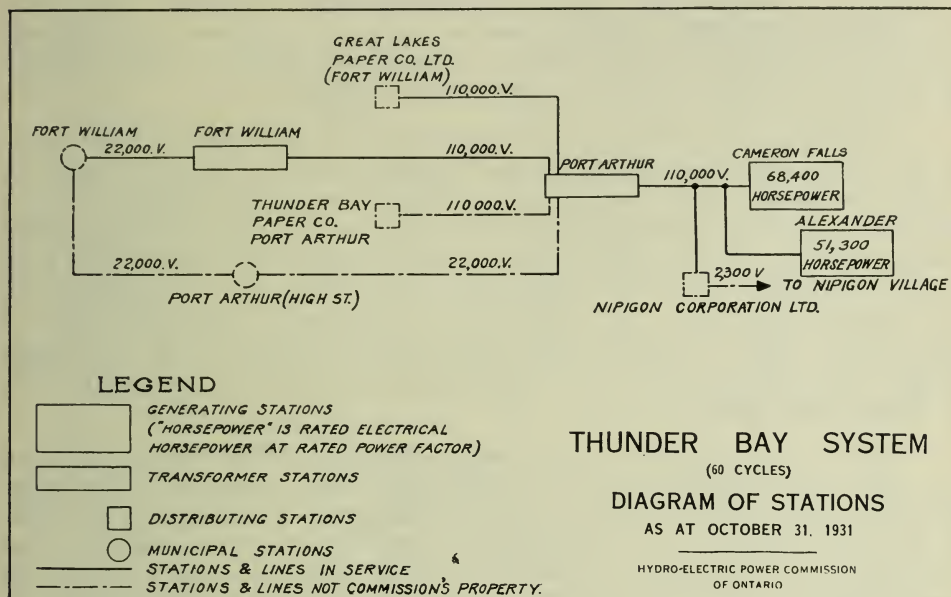 GREAT LAKES
PAPER CO. LTD.
(FORT WILLIAM)
110,000.V.
FORT WILLIAM
22,000.V.
FORT WILLIAM
110,000.V.
PORT ARTHUR
110,000V.
CAMERON FALLS
68,400
HORSEPOWER
THUNDER BAY
PAPER CO.
PORT ARTHUR
110 000.V.
ALEXANDER
51,300
HORSEPOWER
22,000.V.
22,000.V.
PORT ARTHUR (HIGH ST.)
2,300 V
TO NIPIGON VILLAGE
NIPIGON CORPORATION LTD.
LEGEND
GENERATING STATIONS
("HORSEPOWER" IS RATED ELECTRICAL
HORSEPOWER AT RATED POWER FACTOR)
TRANSFORMER STATIONS
DISTRIBUTING STATIONS
MUNICIPAL STATIONS
STATIONS & LINES IN SERVICE
STATIONS & LINES NOT COMMISSION'S PROPERTY.
THUNDER BAY SYSTEM
(60 CYCLES)
DIAGRAM OF STATIONS
AS AT OCTOBER 31. 1931
HYDRO-ELECTRIC POWER COMMISSION
OF ONTARIO